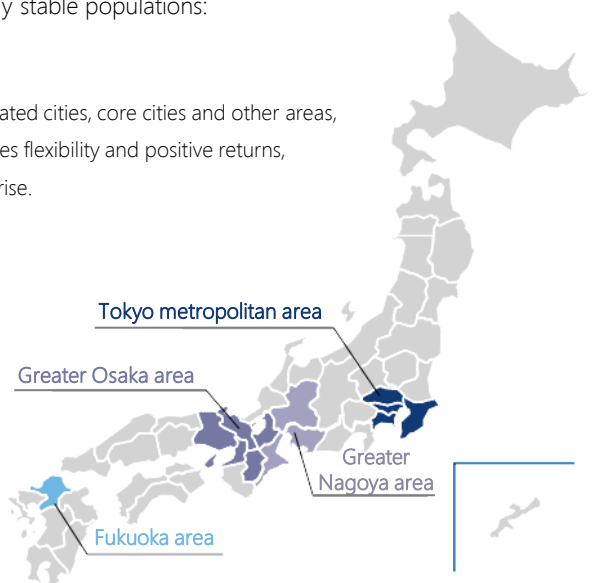 y stable populations:
ated cities, core cities and other areas,
es flexibility and positive returns,
rise.
Tokyo metropolitan area
Greater Osaka area
Greater
Nagoya area
Fukuoka area